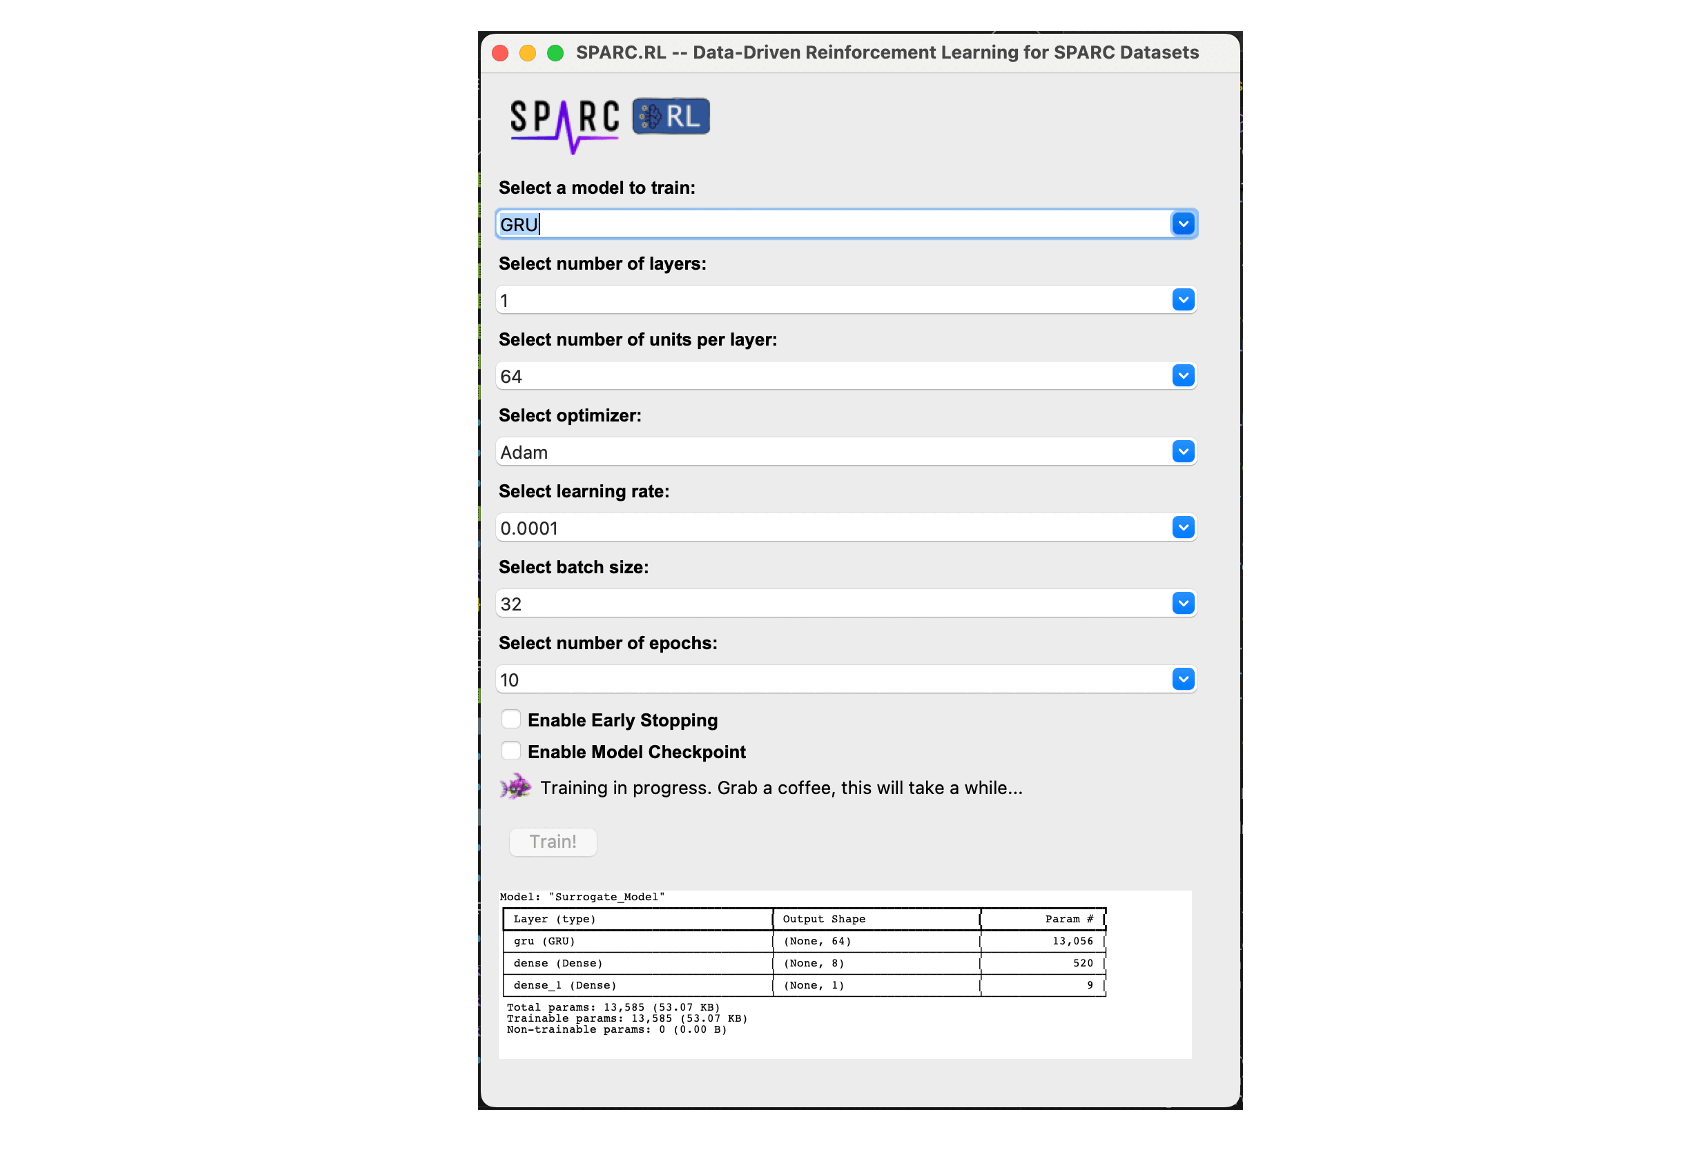 SPARC.RL -- Data-Driven Reinforcement Learning for SPARC Datasets
SPARC RL
Select a model to train:
GRU
Select number of layers:
1
Select number of units per layer:
64
Select optimizer:
Adam
Select learning rate:
0.0001
Select batch size:
32
Select number of epochs:
10
Enable Early Stopping
Enable Model Checkpoint
Training in progress. Grab a coffee, this will take a while...
Train!
Model: "Surrogate_Model"
Layer (type) Output Shape Param #
gru (GRU) (None, 64) 13,056
dense (Dense) (None, 8) 520
dense_1 (Dense) (None, 1) 9
Total params: 13,585 (53.07 KB)
Trainable params: 13,585 (53.07 KB)
Non-trainable params: 0 (0.00 B)